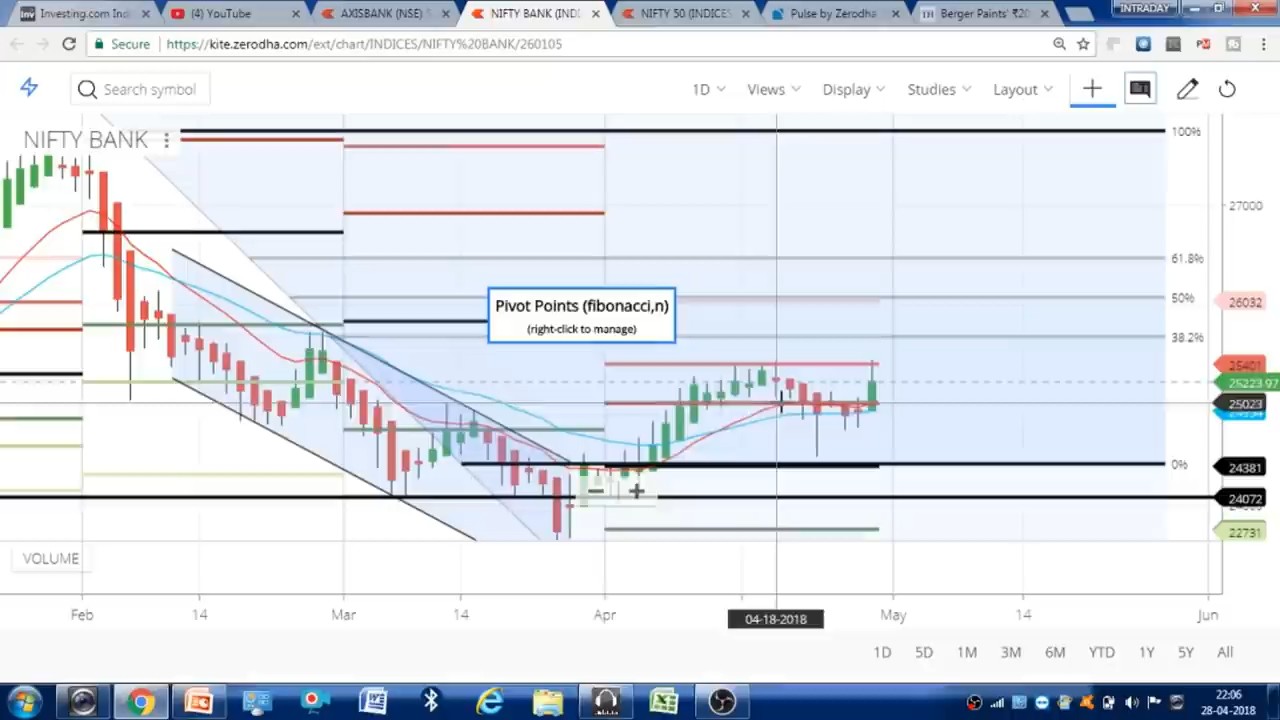 Investing.com Indi
(4) YouTube
AXISBANK (NSE)
NIFTY BANK (INDI
NIFTY 50 (INDICES
Pulse by Zerodha
Berger Paints' ₹20
INTRADAY
Secure
https://kite.zerodha.com/ext/chart/INDICES/NIFTY%20BANK/260105
Search symbol
1D
Views
Display
Studies
Layout
NIFTY BANK
100%
27000
61.8%
50%
26032
38.2%
Pivot Points (fibonacci,n)
(right-click to manage)
25401
25223.97
25023
0%
24381
24072
22731
VOLUME
Feb
14
Mar
14
Apr
04-18-2018
May
14
Jun
1D
5D
1M
3M
6M
YTD
1Y
5Y
All
22:06
28-04-2018